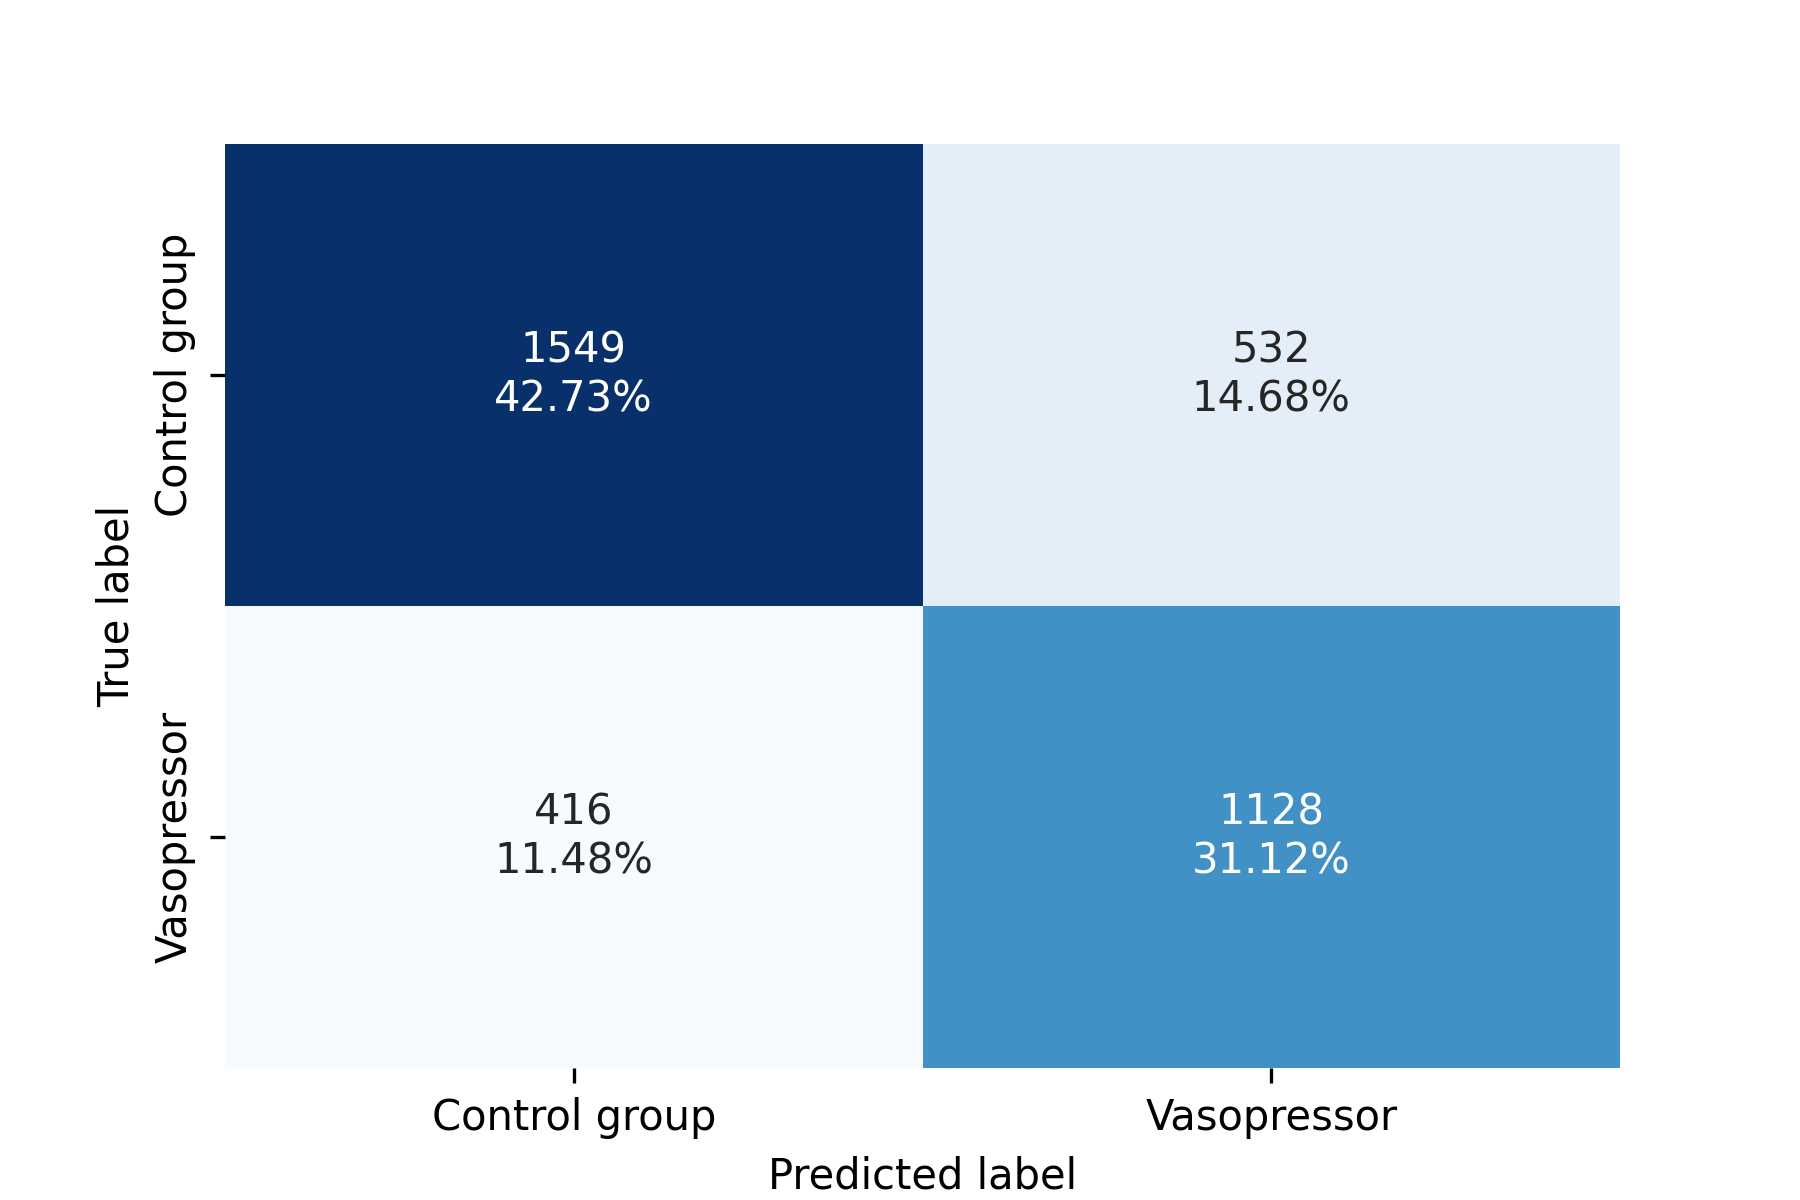 True label
Control group
1549
42.73%
532
14.68%
Vasopressor
416
11.48%
1128
31.12%
Control group
Vasopressor
Predicted label